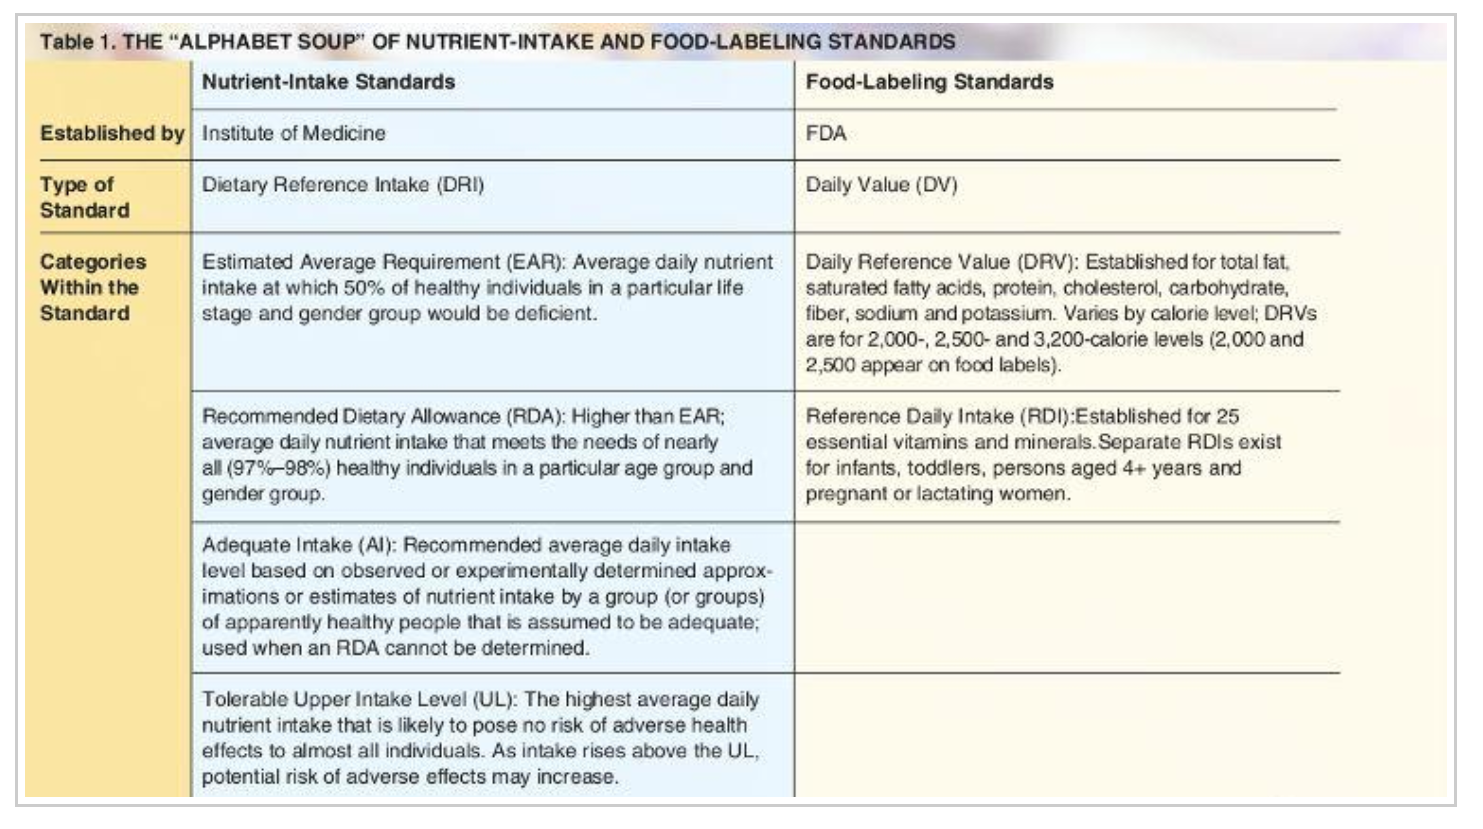 Table 1. THE “ALPHABET SOUP” OF NUTRIENT-INTAKE AND FOOD-LABELING STANDARDS
Nutrient-Intake Standards
Food-Labeling Standards
Established by
Institute of Medicine
FDA
Type of
Standard
Dietary Reference Intake (DRI)
Daily Value (DV)
Categories
Within the
Standard
Estimated Average Requirement (EAR): Average daily nutrient
intake at which 50% of healthy individuals in a particular life
stage and gender group would be deficient.
Daily Reference Value (DRV): Established for total fat,
saturated fatty acids, protein, cholesterol, carbohydrate,
fiber, sodium and potassium. Varies by calorie level; DRVs
are for 2,000-, 2,500- and 3,200-calorie levels (2,000 and
2,500 appear on food labels).
Recommended Dietary Allowance (RDA): Higher than EAR;
average daily nutrient intake that meets the needs of nearly
all (97%–98%) healthy individuals in a particular age group and
gender group.
Reference Daily Intake (RDI):Established for 25
essential vitamins and minerals.Separate RDIs exist
for infants, toddlers, persons aged 4+ years and
pregnant or lactating women.
Adequate Intake (AI): Recommended average daily intake
level based on observed or experimentally determined approx-
imations or estimates of nutrient intake by a group (or groups)
of apparently healthy people that is assumed to be adequate;
used when an RDA cannot be determined.
Tolerable Upper Intake Level (UL): The highest average daily
nutrient intake that is likely to pose no risk of adverse health
effects to almost all individuals. As intake rises above the UL,
potential risk of adverse effects may increase.